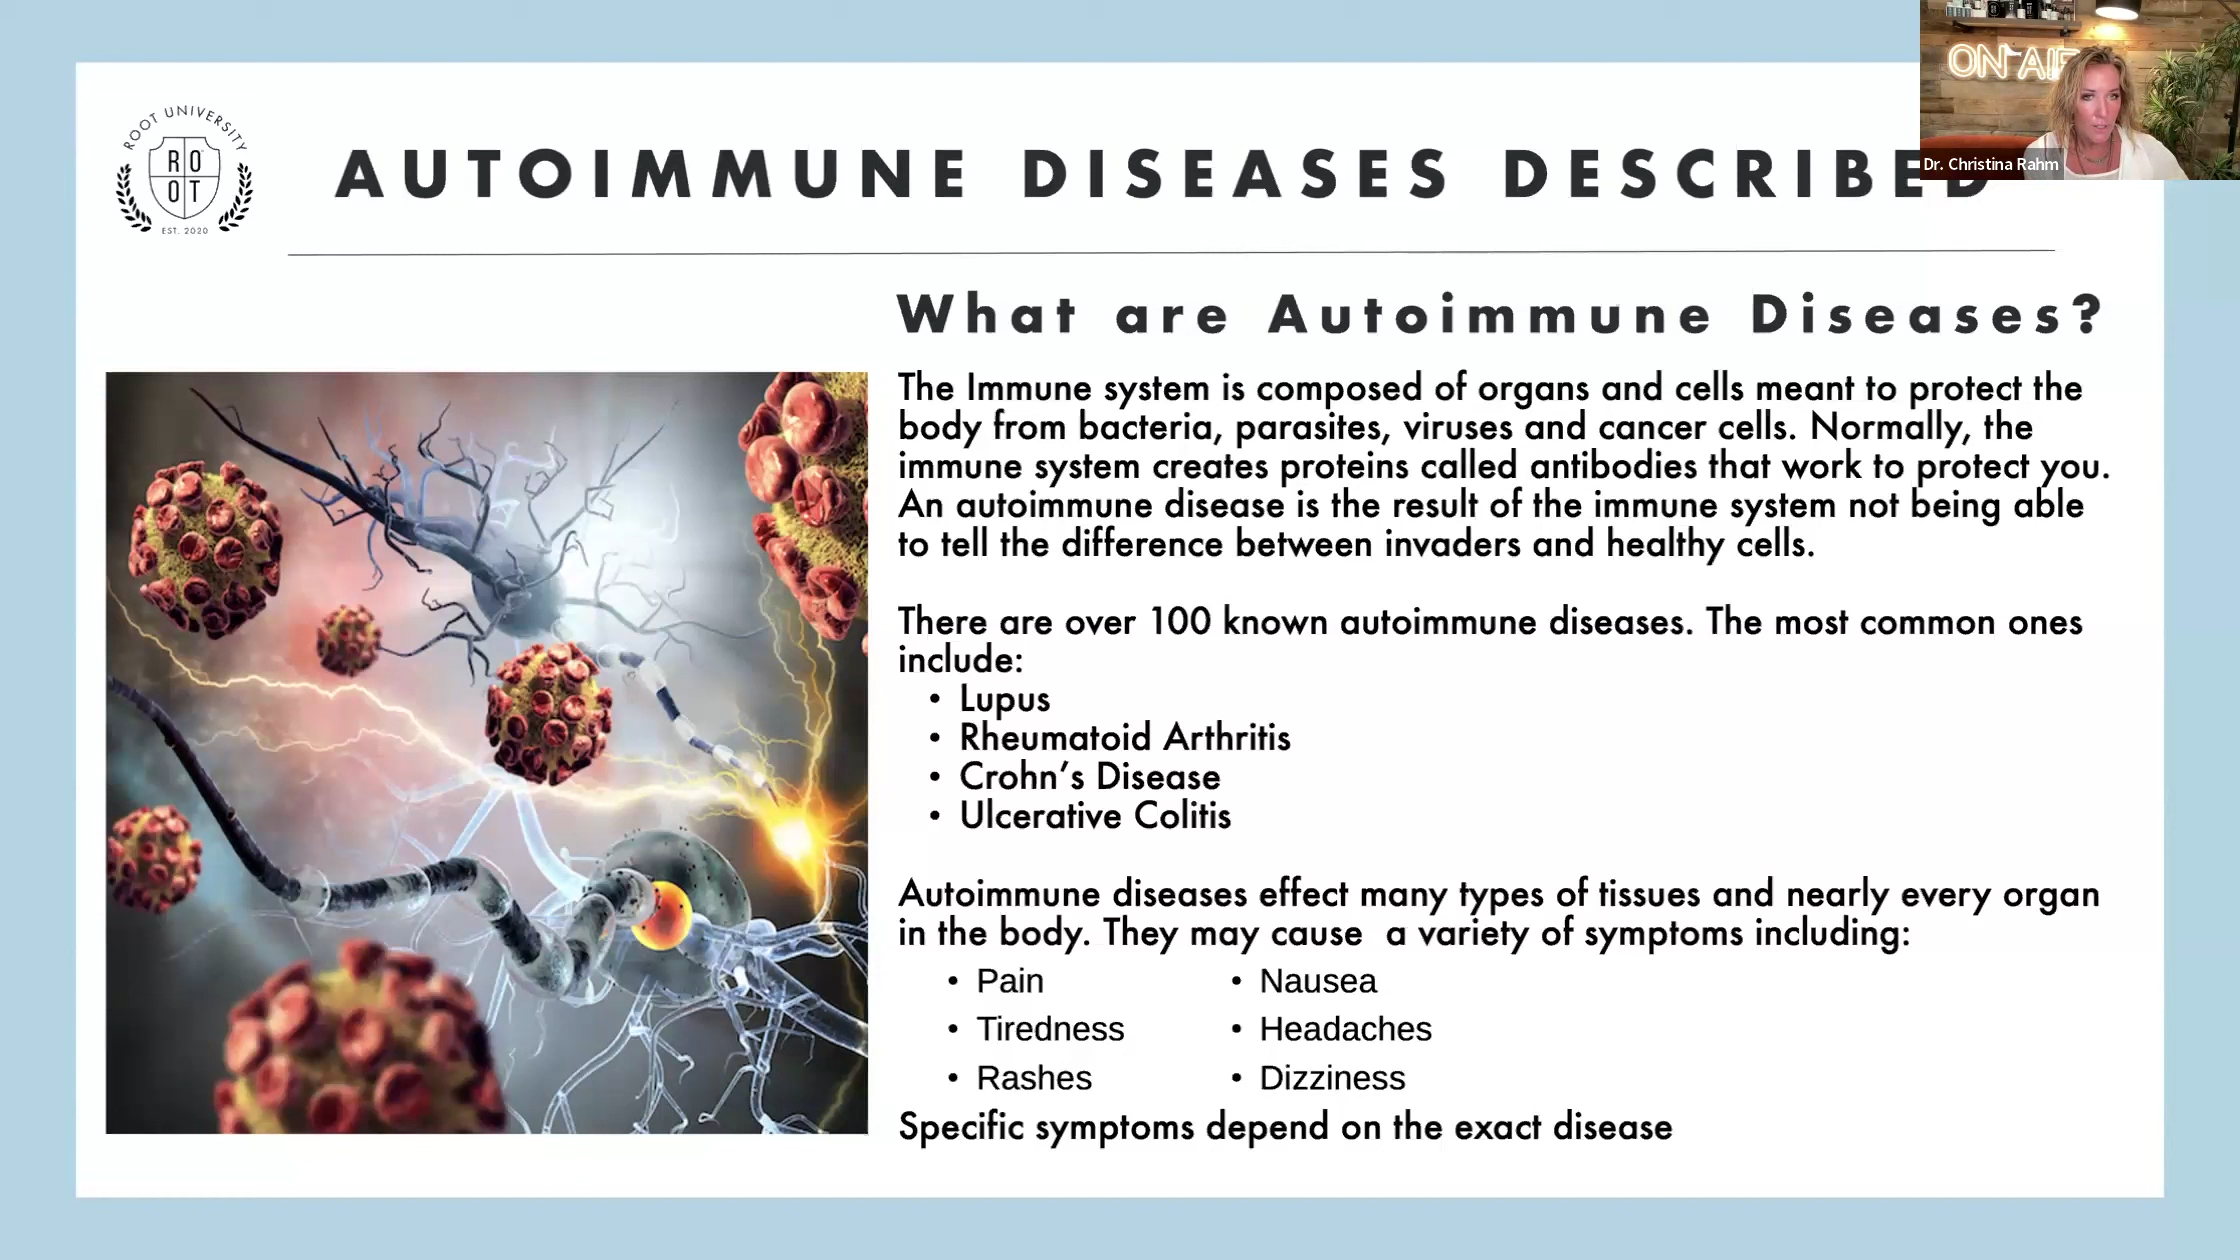 ON AIR
Dr. Christina Rahm
ROOT UNIVERSITY
RO
OT
EST. 2020
AUTOIMMUNE DISEASES DESCRIBED
What are Autoimmune Diseases?
The Immune system is composed of organs and cells meant to protect the
body from bacteria, parasites, viruses and cancer cells. Normally, the
immune system creates proteins called antibodies that work to protect you.
An autoimmune disease is the result of the immune system not being able
to tell the difference between invaders and healthy cells.
There are over 100 known autoimmune diseases. The most common ones
include:
• Lupus
• Rheumatoid Arthritis
• Crohn’s Disease
• Ulcerative Colitis
Autoimmune diseases effect many types of tissues and nearly every organ
in the body. They may cause  a variety of symptoms including:
• Pain
• Tiredness
• Rashes
• Nausea
• Headaches
• Dizziness
Specific symptoms depend on the exact disease